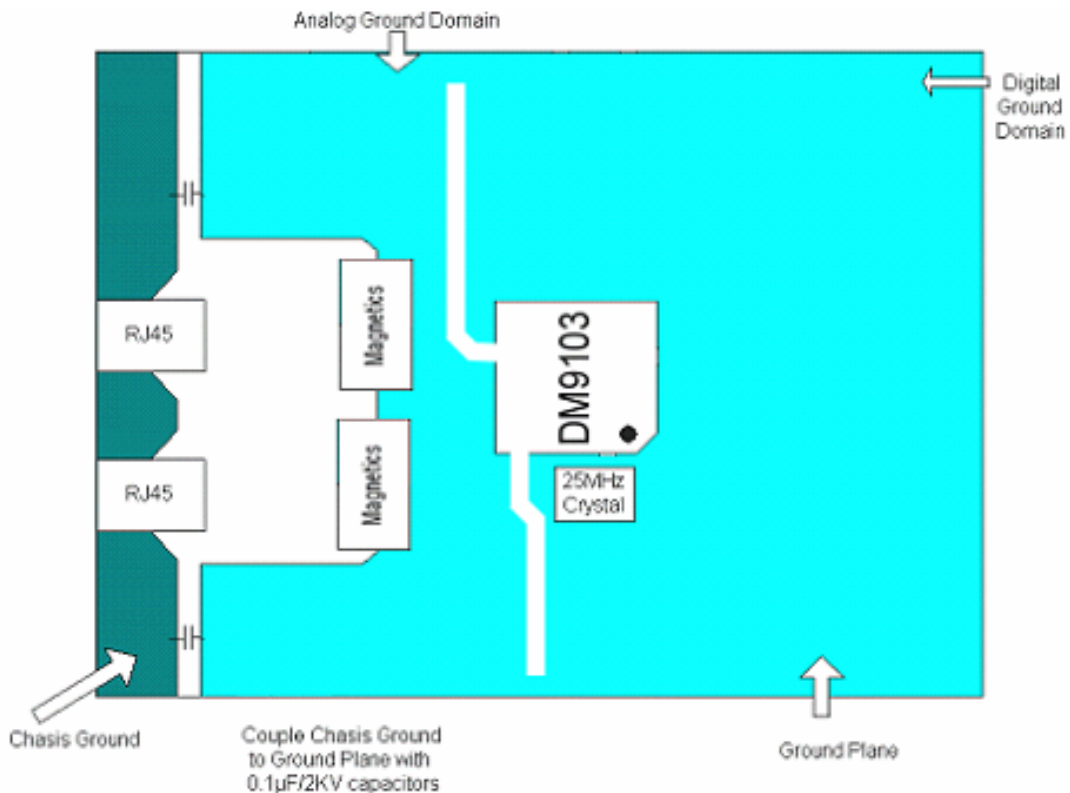 Analog Ground Domain
Digital
Ground
Domain
RJ45
Magnetics
DM9103
RJ45
Magnetics
25MHz
Crystal
Chasis Ground
Couple Chasis Ground
to Ground Plane with
0.1µF/2KV capacitors
Ground Plane